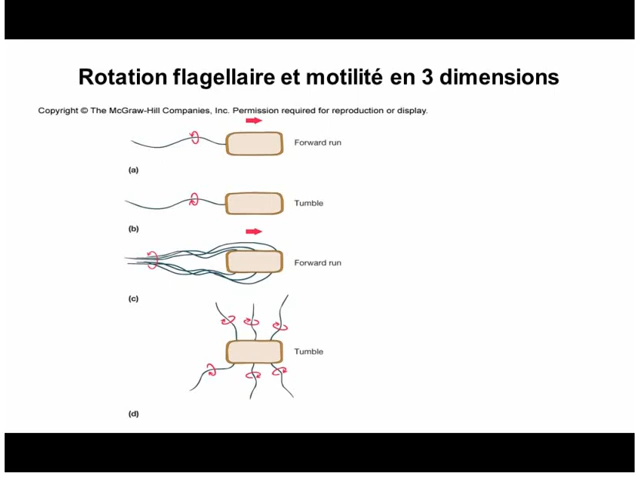 Rotation flagellaire et motilité en 3 dimensions
Copyright © The McGraw-Hill Companies, Inc. Permission required for reproduction or display.
Forward run
(a)
Tumble
(b)
Forward run
(c)
Tumble
(d)